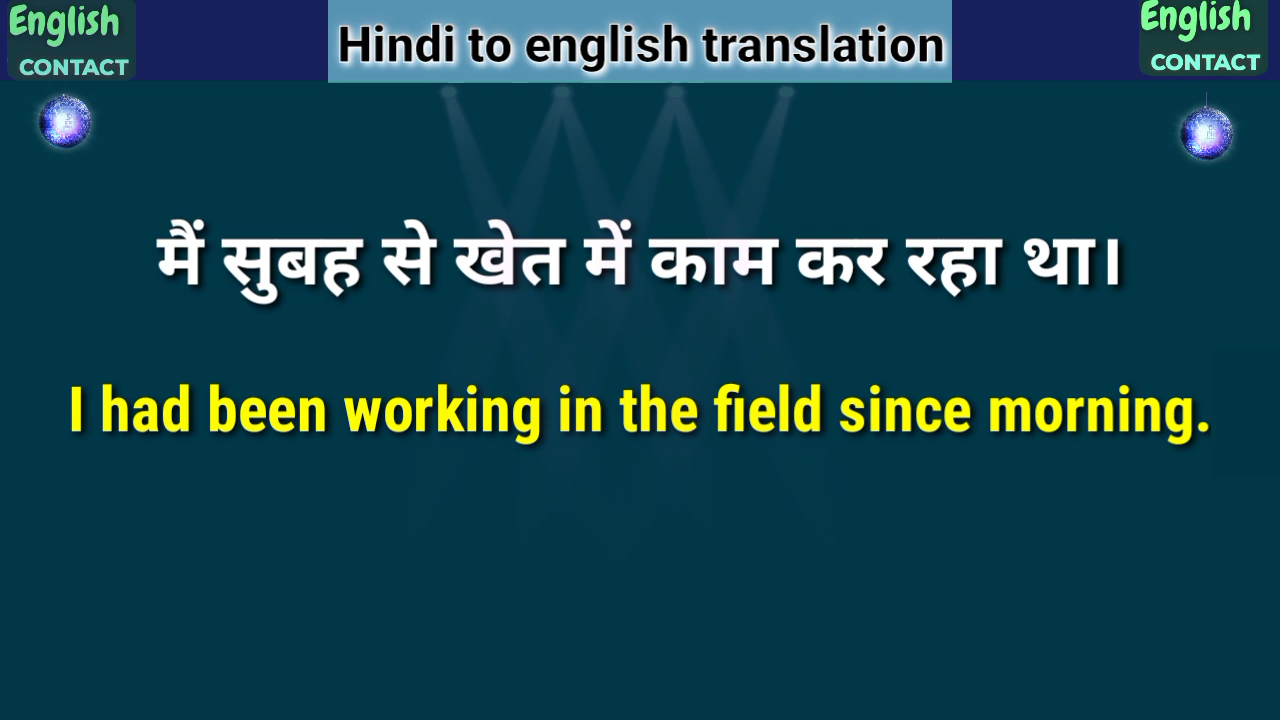 English
CONTACT
Hindi to english translation
English
CONTACT
मैं सुबह से खेत में काम कर रहा था।
I had been working in the field since morning.